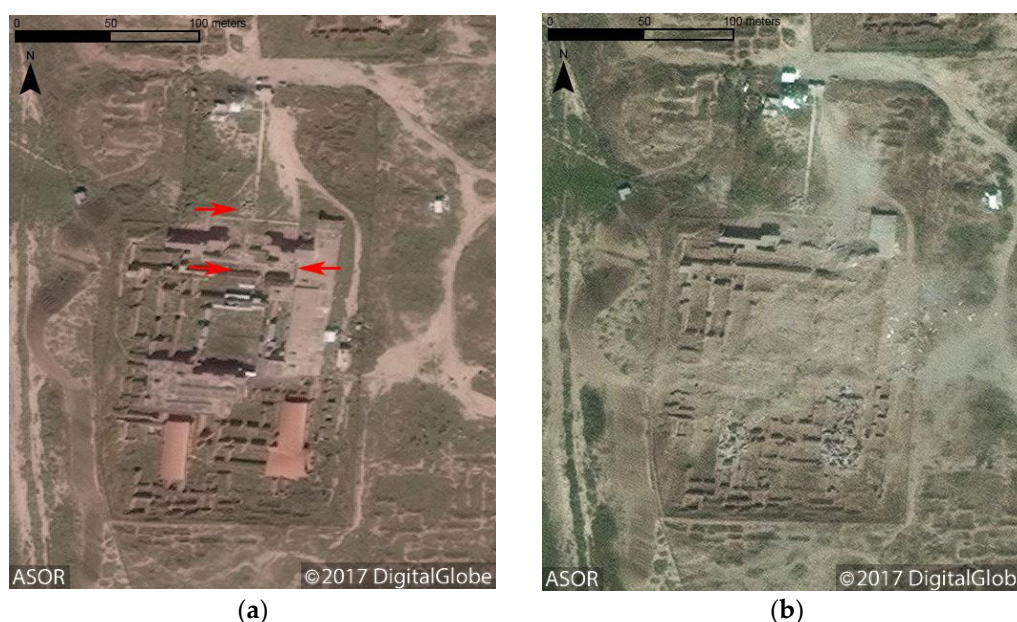 0 50 100 meters
N
ASOR ©2017 DigitalGlobe
(a)
0 50 100 meters
N
ASOR ©2017 DigitalGlob
(b)